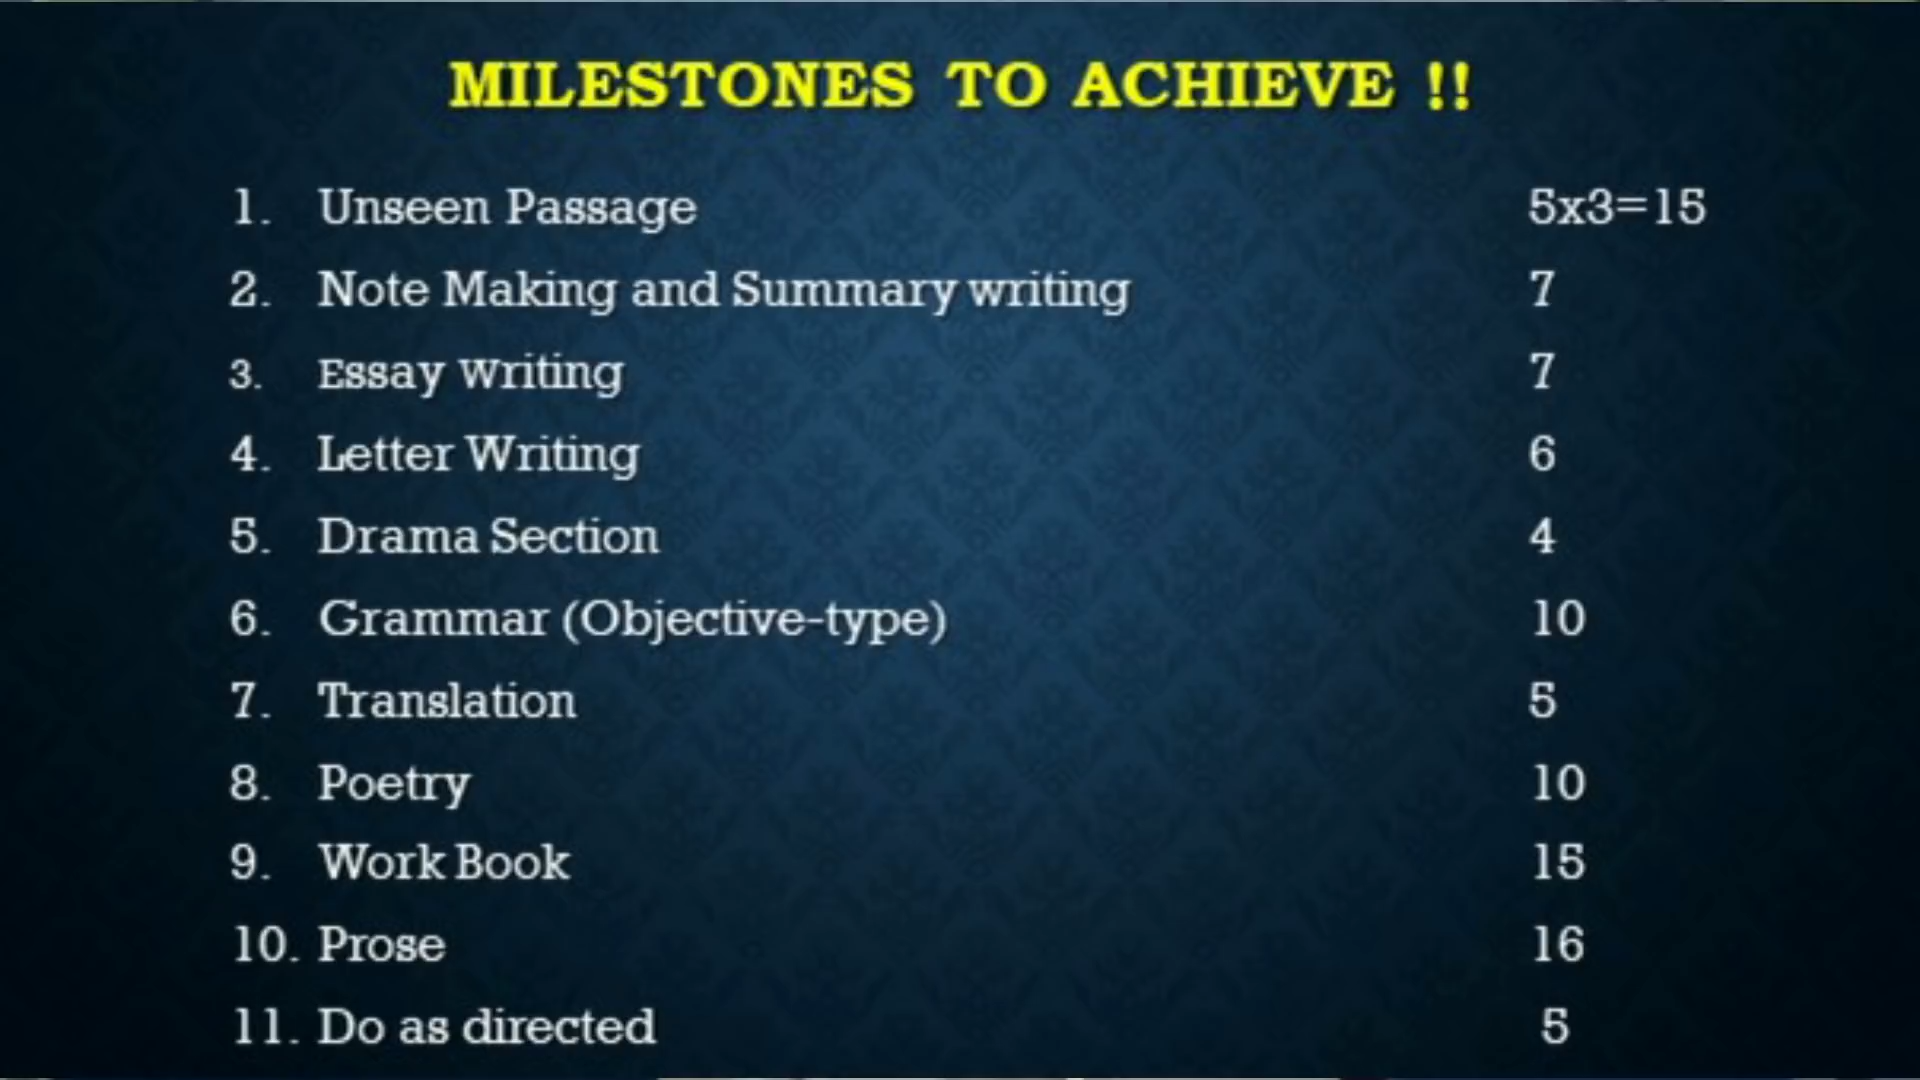 MILESTONES TO ACHIEVE !!
1. Unseen Passage 5x3=15
2. Note Making and Summary writing 7
3. Essay Writing 7
4. Letter Writing 6
5. Drama Section 4
6. Grammar (Objective-type) 10
7. Translation 5
8. Poetry 10
9. Work Book 15
10. Prose 16
11. Do as directed 5